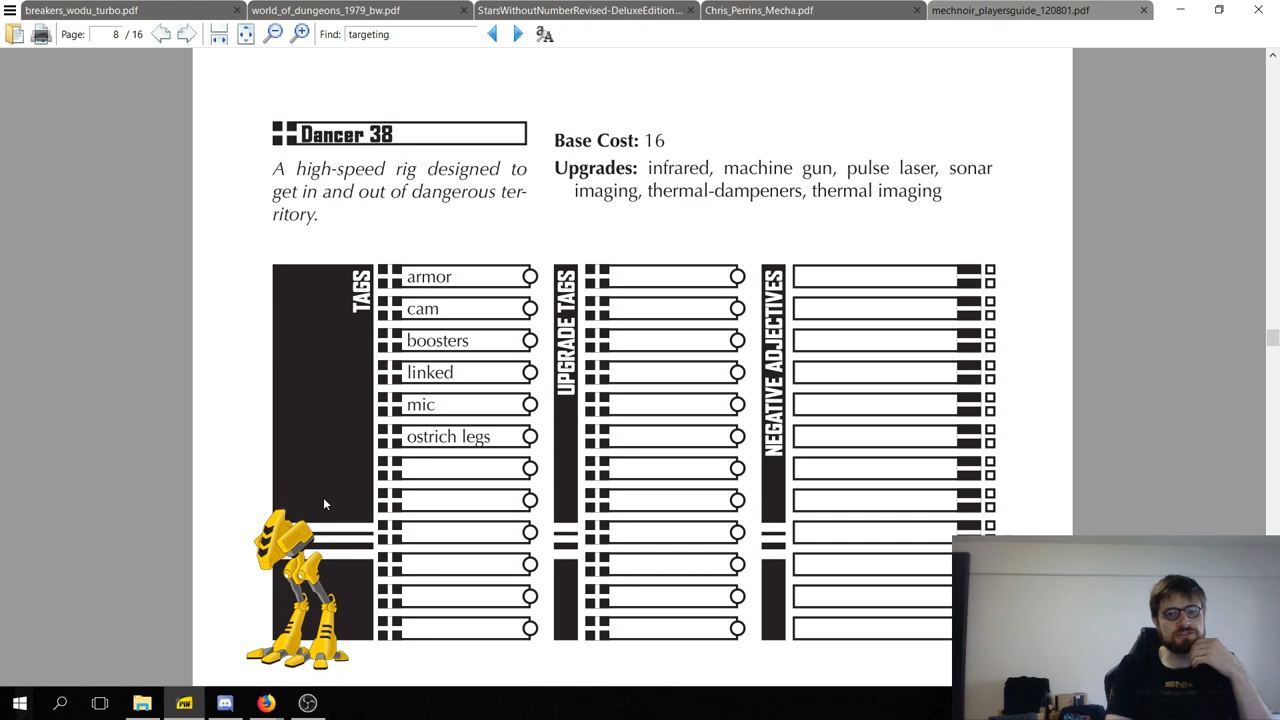 breakers_wodu_turbo.pdf
world_of_dungeons_1979_bw.pdf
StarsWithoutNumberRevised-DeluxeEdition...
Chris_Perrins_Mecha.pdf
mechnoir_playersguide_120801.pdf
Page: 8 / 16
Find: targeting
Dancer 38
A high-speed rig designed to
get in and out of dangerous ter-
ritory.
Base Cost: 16
Upgrades: infrared, machine gun, pulse laser, sonar
imaging, thermal-dampeners, thermal imaging
TAGS
armor
cam
boosters
linked
mic
ostrich legs
UPGRADE TAGS
NEGATIVE ADJECTIVES
PDF